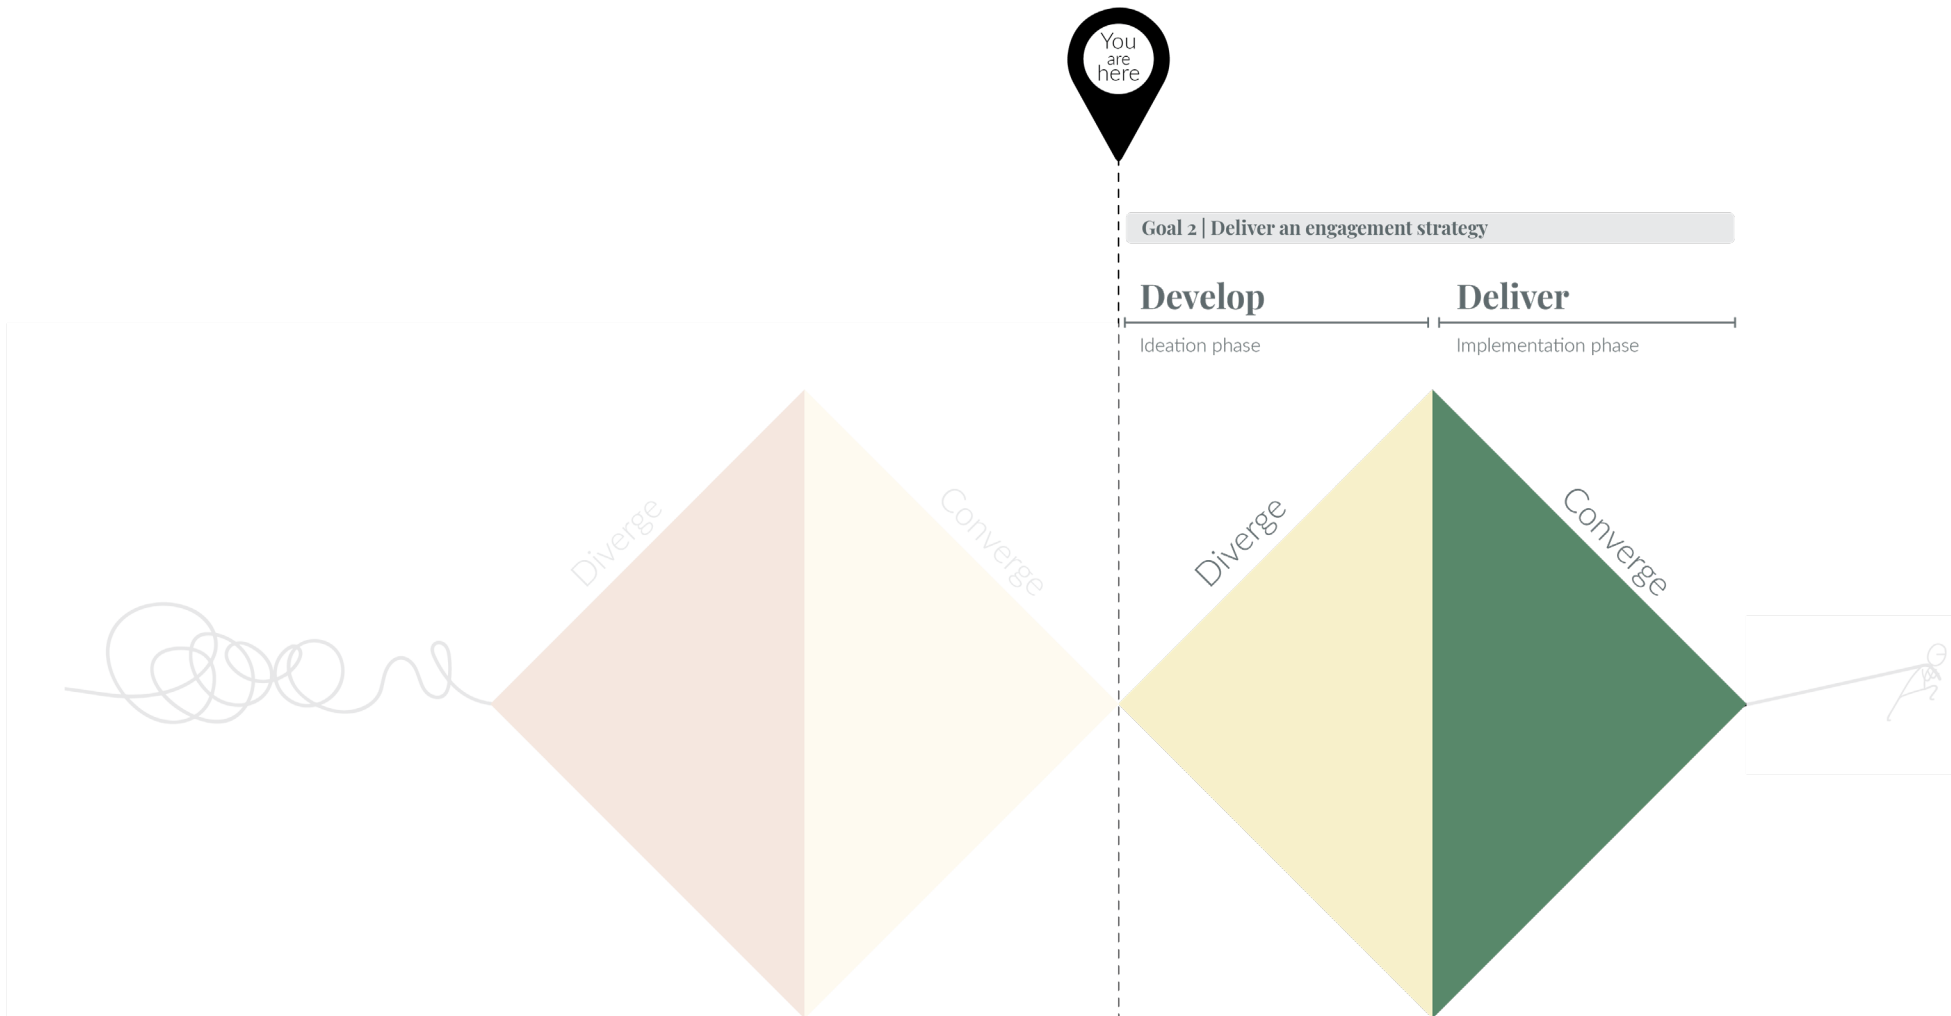 You
are
here
Goal 2 | Deliver an engagement strategy
Develop
Deliver
Ideation phase
Implementation phase
Diverge
Converge
Diverge
Converge